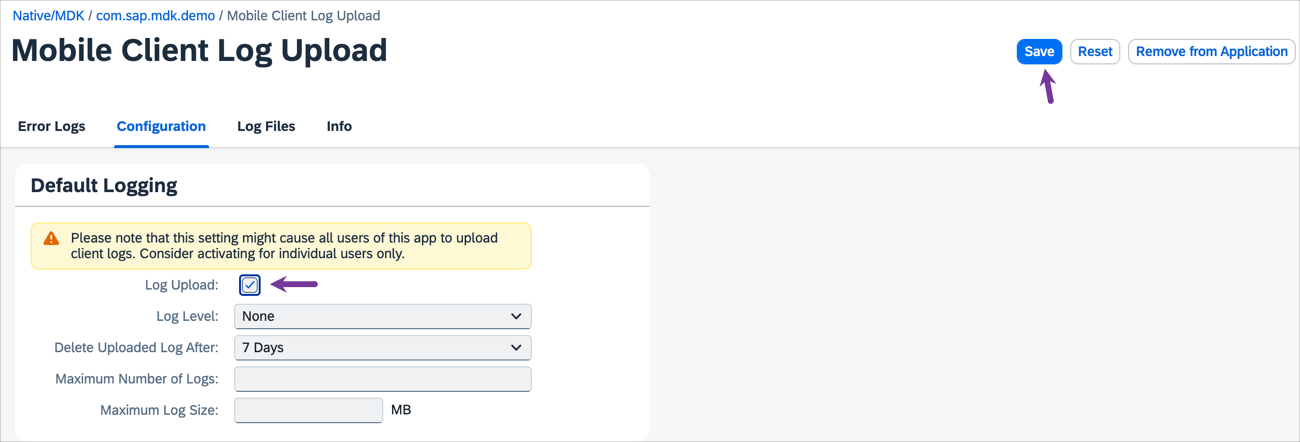 Native/MDK / com.sap.mdk.demo / Mobile Client Log Upload
Mobile Client Log Upload
Save
Reset
Remove from Application
Error Logs
Configuration
Log Files
Info
Default Logging
Please note that this setting might cause all users of this app to upload
client logs. Consider activating for individual users only.
Log Upload:
Log Level: None
Delete Uploaded Log After: 7 Days
Maximum Number of Logs:
Maximum Log Size: MB